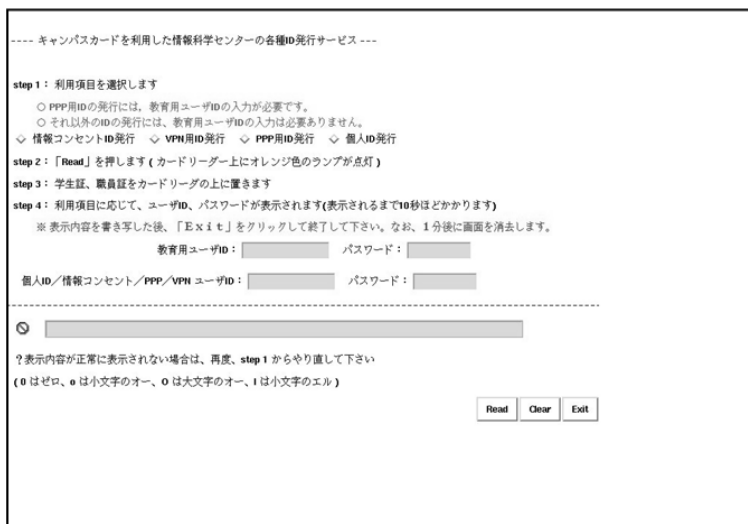 ---- キャンパスカードを利用した情報科学センターの各種ID発行サービス ---
step 1： 利用項目を選択します
○ PPP用IDの発行には，教育用ユーザIDの入力が必要です。
○ それ以外のIDの発行には、教育用ユーザIDの入力は必要ありません。
◇ 情報コンセントID発行 ◇ VPN用ID発行 ◇ PPP用ID発行 ◇ 個人ID発行
step 2：「Read」を押します ( カードリーダー上にオレンジ色のランプが点灯 )
step 3： 学生証、職員証をカードリーダの上に置きます
step 4： 利用項目に応じて、ユーザID、パスワードが表示されます(表示されるまで10秒ほどかかります)
※ 表示内容を書き写した後、「Ｅｘｉｔ」をクリックして終了して下さい。なお、１分後に画面を消去します。
教育用ユーザID： パスワード：
個人ID／情報コンセント／PPP／VPN ユーザID： パスワード：
？表示内容が正常に表示されない場合は、再度、step 1 からやり直して下さい
( 0 はゼロ、o は小文字のオー、O は大文字のオー、l は小文字のエル )
Read Clear Exit